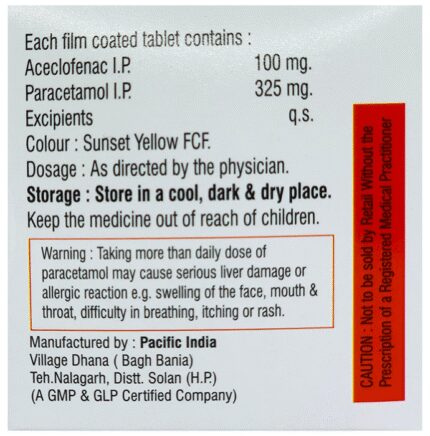 Each film coated tablet contains :
Aceclofenac I.P. 100 mg.
Paracetamol I.P. 325 mg.
Excipients q.s.
Colour : Sunset Yellow FCF.
Dosage : As directed by the physician.
Storage : Store in a cool, dark & dry place.
Keep the medicine out of reach of children.
Warning : Taking more than daily dose of
paracetamol may cause serious liver damage or
allergic reaction e.g. swelling of the face, mouth &
throat, difficulty in breathing, itching or rash.
Manufactured by : Pacific India
Village Dhana ( Bagh Bania)
Teh.Nalagarh, Distt. Solan (H.P.)
(A GMP & GLP Certified Company)
CAUTION : Not to be sold by Retail Without the
Prescription of a Registered Medical Practitioner